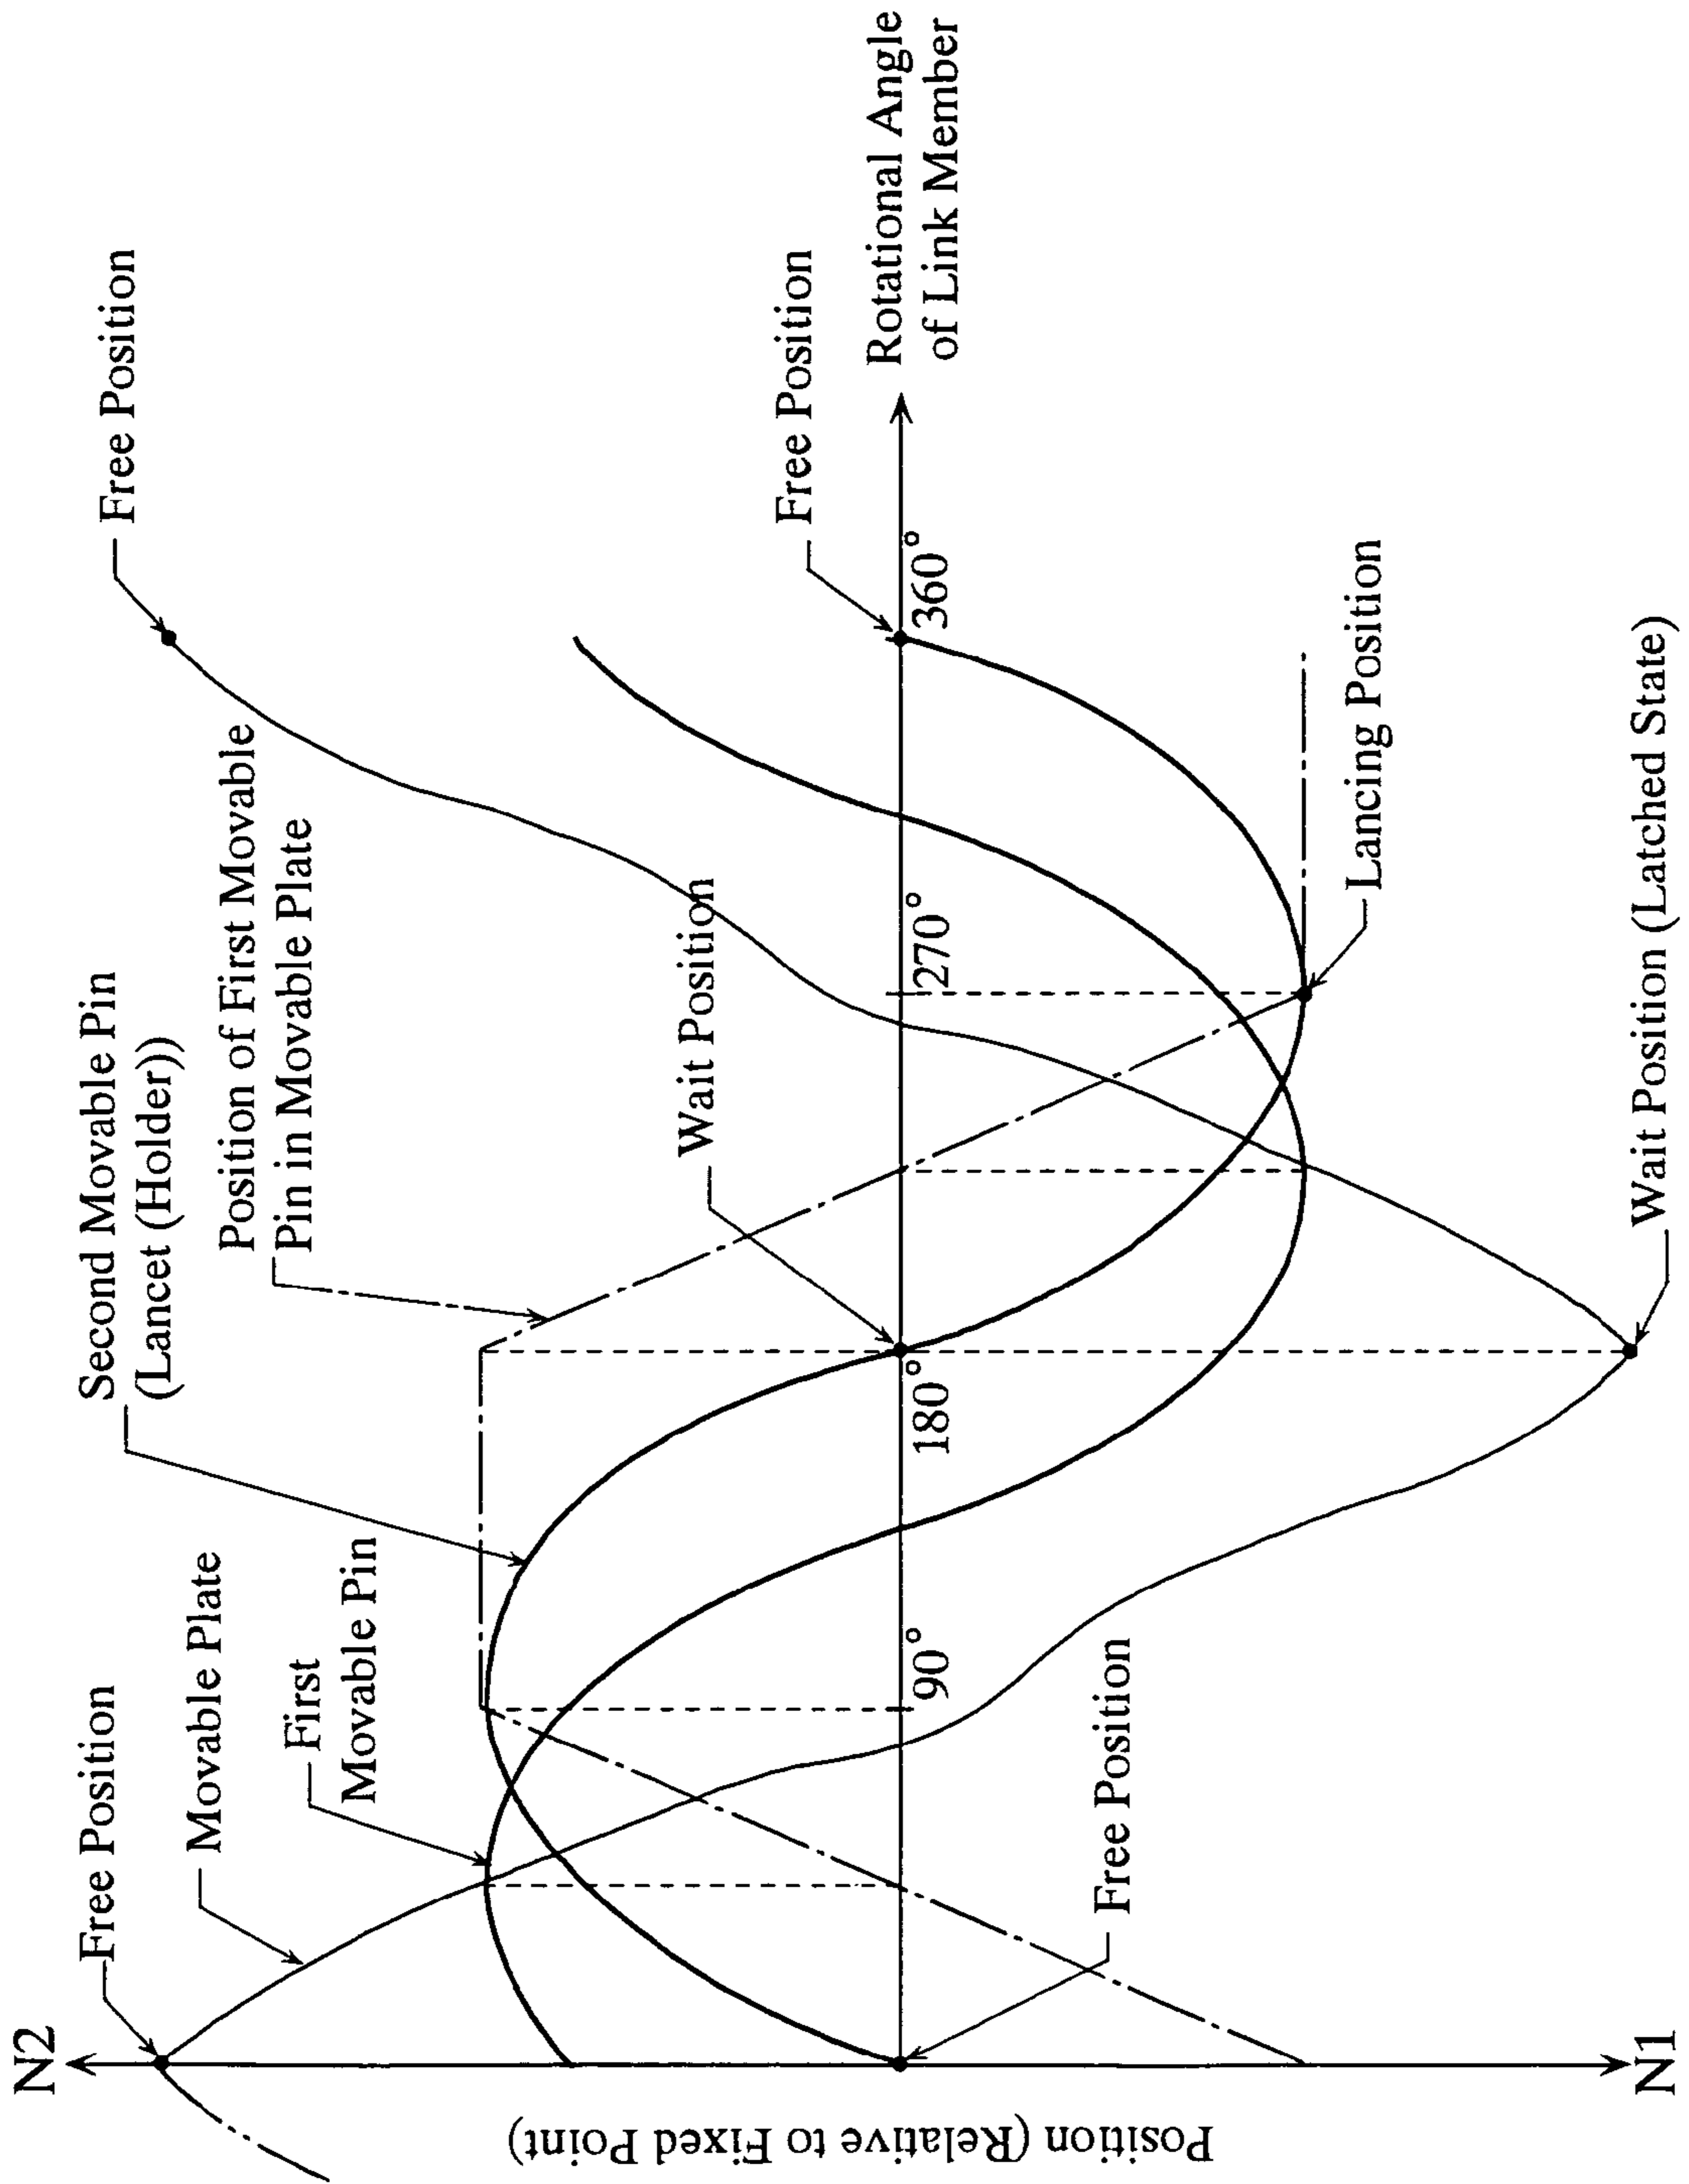 N2
Free Position
Movable Plate
First
Movable Pin
Second Movable Pin
(Lancet (Holder))
Position of First Movable
Pin in Movable Plate
Free Position
Wait Position
Free Position
Position (Relative to Fixed Point)
90°
180°
270°
360°
Rotational Angle
of Link Member
Free Position
Lancing Position
Wait Position (Latched State)
N1